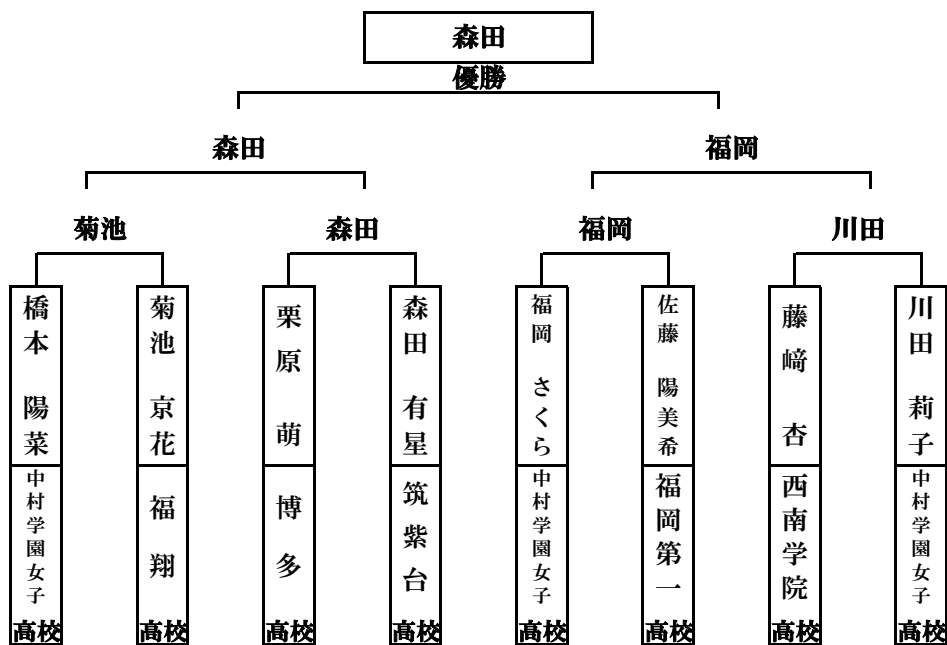 森田
優勝
森田
福岡
菊池
森田
福岡
川田
橋本 陽菜
中村学園女子
高校
菊池 京花
福翔
高校
栗原 萌
博多
高校
森田 有星
筑紫台
高校
福岡 さくら
中村学園女子
高校
佐藤 陽美希
福岡第一
高校
藤﨑 杏
西南学院
高校
川田 莉子
中村学園女子
高校